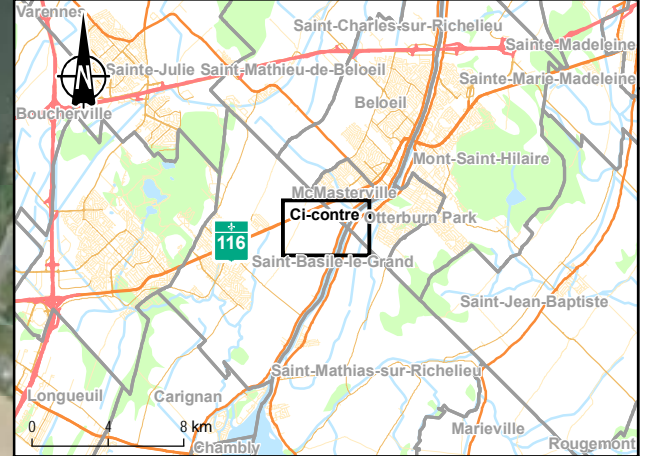 Varennes
Saint-Charles-sur-Richelieu
Sainte-Madeleine
N
Sainte-Julie
Saint-Mathieu-de-Beloeil
Sainte-Marie-Madeleine
Boucherville
Beloeil
Mont-Saint-Hilaire
McMasterville
Ci-contre
Otterburn Park
116
Saint-Basile-le-Grand
Saint-Jean-Baptiste
Saint-Mathias-sur-Richelieu
Longueuil
Carignan
Marieville
0 4 8 km
Chambly
Rougemont